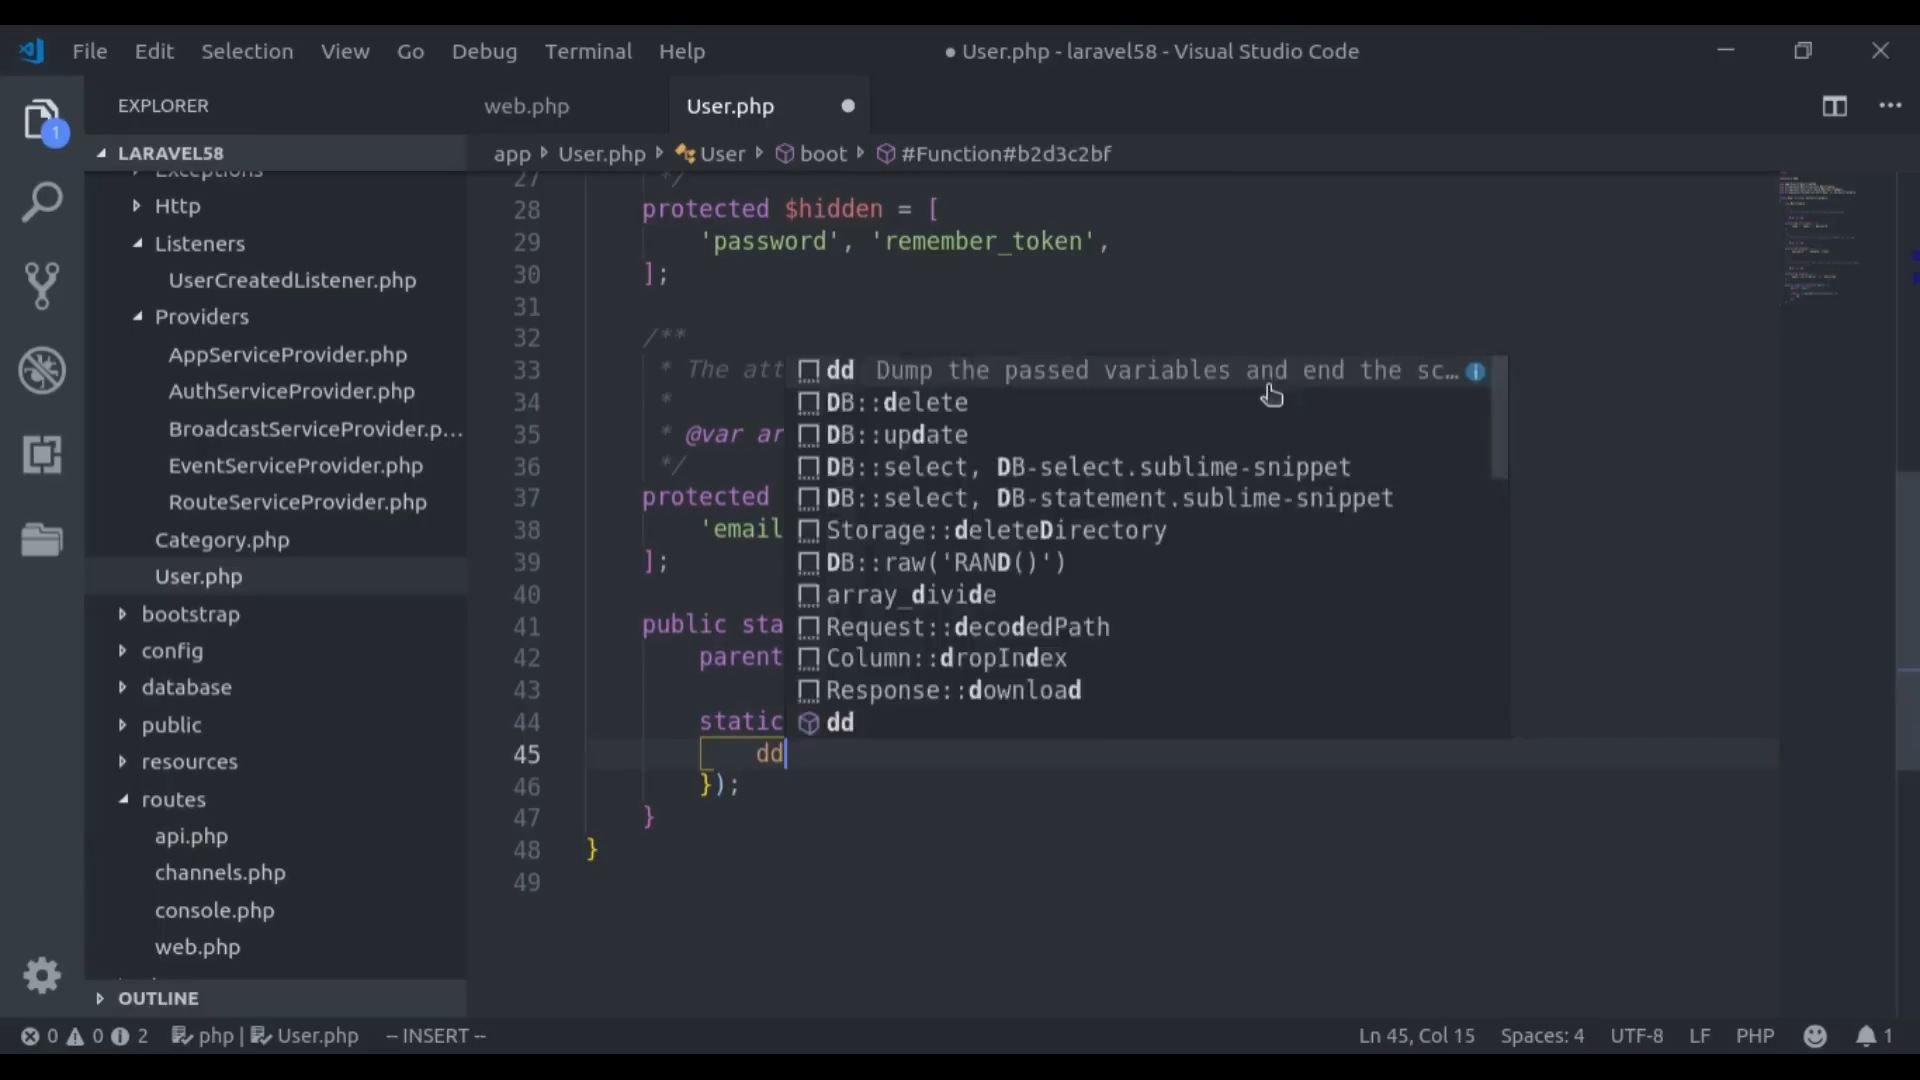 File Edit Selection View Go Debug Terminal Help ● User.php - laravel58 - Visual Studio Code
EXPLORER
web.php
User.php
1
LARAVEL58
app User.php User boot #Function#b2d3c2bf
Exceptions
Http
Listeners
UserCreatedListener.php
Providers
AppServiceProvider.php
AuthServiceProvider.php
BroadcastServiceProvider.p...
EventServiceProvider.php
RouteServiceProvider.php
Category.php
User.php
bootstrap
config
database
public
resources
routes
api.php
channels.php
console.php
web.php
OUTLINE
27 */
28 protected $hidden = [
29 'password', 'remember_token',
30 ];
31
32 /**
33 * The att
34 *
35 * @var ar
36 */
37 protected
38 'email
39 ];
40
41 public sta
42 parent
43
44 static
45 dd
46 });
47 }
48 }
49
dd Dump the passed variables and end the sc…
DB::delete
DB::update
DB::select, DB-select.sublime-snippet
DB::select, DB-statement.sublime-snippet
Storage::deleteDirectory
DB::raw('RAND()')
array_divide
Request::decodedPath
Column::dropIndex
Response::download
dd
0 0 2 php | User.php -- INSERT -- Ln 45, Col 15 Spaces: 4 UTF-8 LF PHP 1